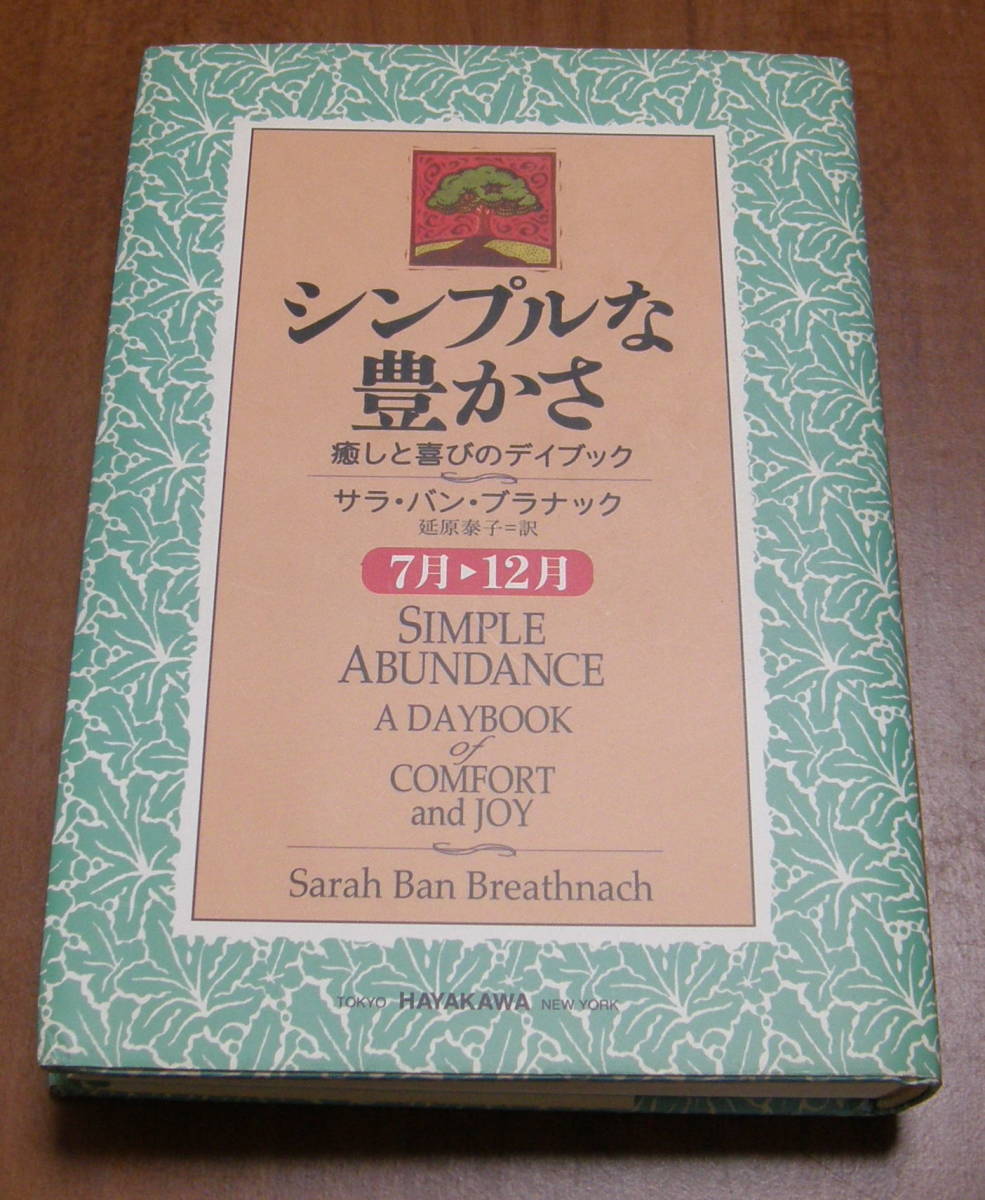 シンプルな
豊かさ
癒しと喜びのデイブック
サラ・バン・ブラナック
延原泰子=訳
7月▶12月
SIMPLE
ABUNDANCE
A DAYBOOK
of
COMFORT
and JOY
Sarah Ban Breathnach
TOKYO HAYAKAWA NEW YORK